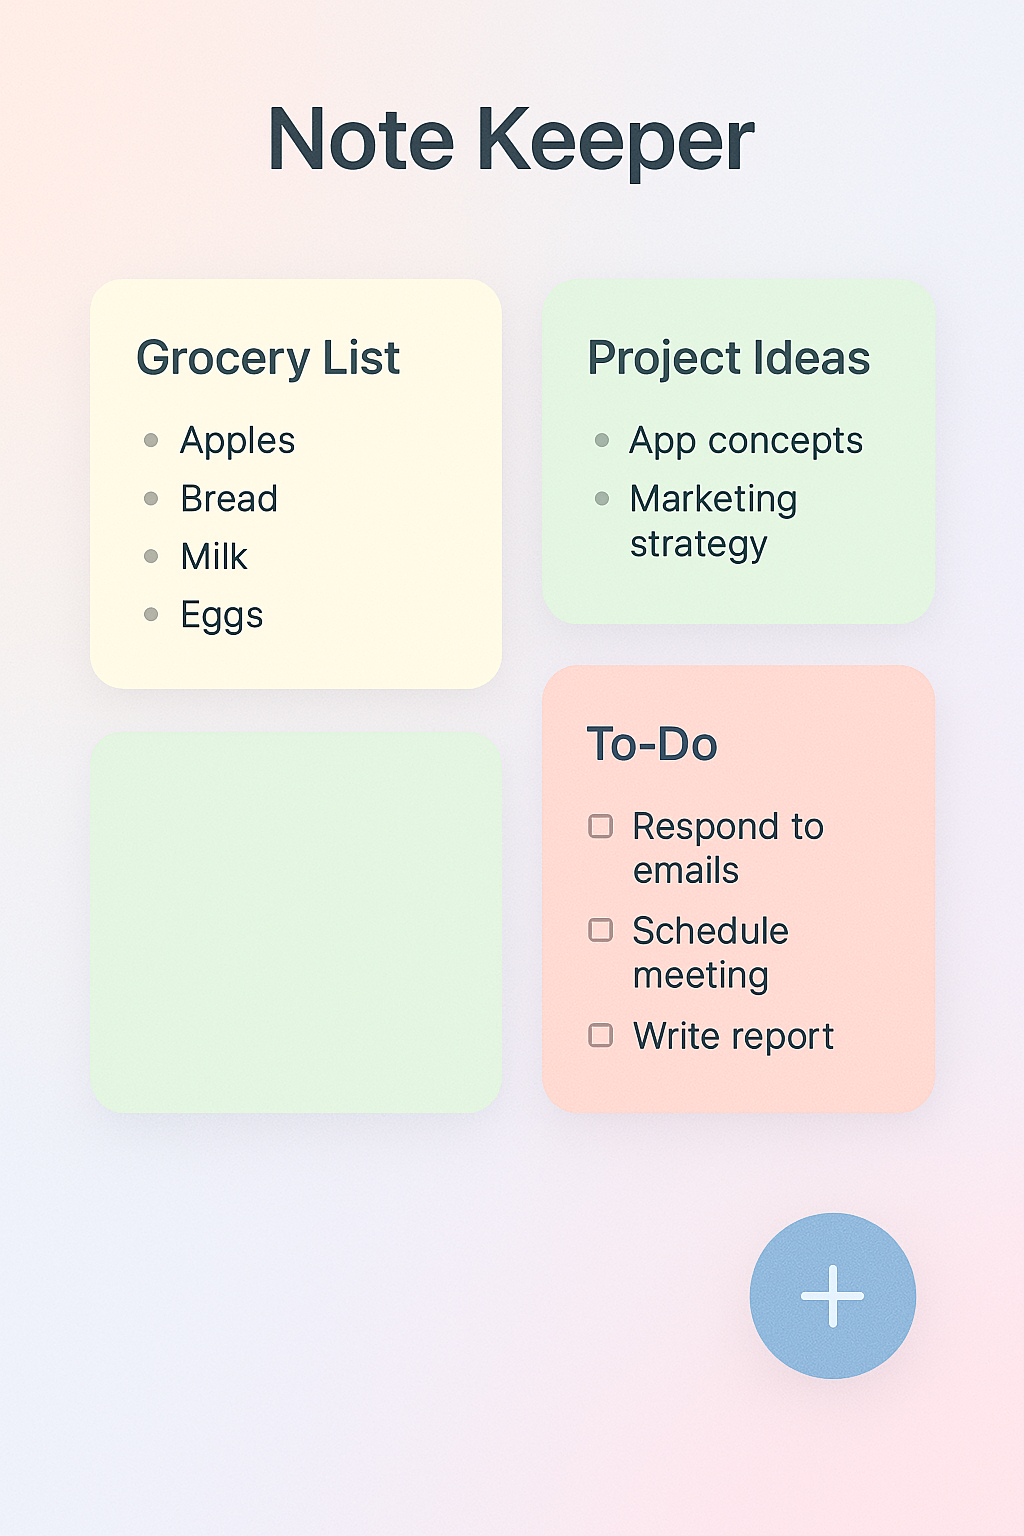 Note Keeper
Grocery List
Apples
Bread
Milk
Eggs
Project Ideas
App concepts
Marketing
strategy
To-Do
Respond to
emails
Schedule
meeting
Write report